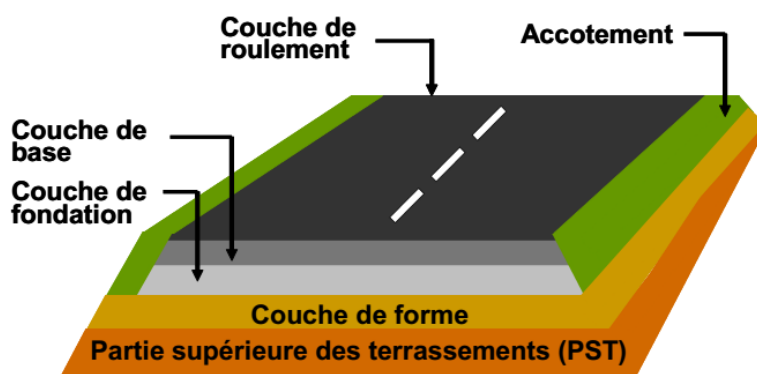 Couche de
roulement
Accotement
Couche de
base
Couche de
fondation
Couche de forme
Partie supérieure des terrassements (PST)